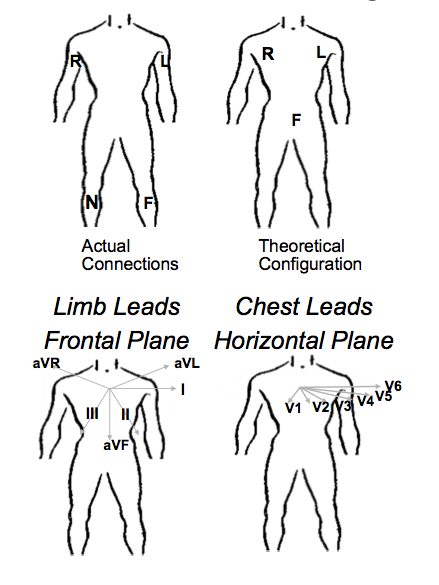 R L
R L
F
N F
Actual
Connections
Theoretical
Configuration
Limb Leads
Frontal Plane
Chest Leads
Horizontal Plane
aVR aVL
I
III II
aVF
V6
V5
V4
V1 V2 V3